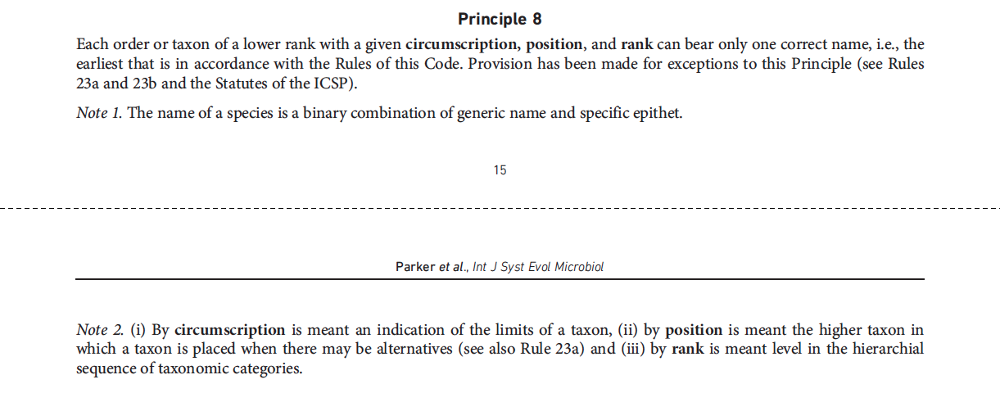 Principle 8
Each order or taxon of a lower rank with a given circumscription, position, and rank can bear only one correct name, i.e., the
earliest that is in accordance with the Rules of this Code. Provision has been made for exceptions to this Principle (see Rules
23a and 23b and the Statutes of the ICSP).
Note 1. The name of a species is a binary combination of generic name and specific epithet.
15
Parker et al., Int J Syst Evol Microbiol
Note 2. (i) By circumscription is meant an indication of the limits of a taxon, (ii) by position is meant the higher taxon in
which a taxon is placed when there may be alternatives (see also Rule 23a) and (iii) by rank is meant level in the hierarchial
sequence of taxonomic categories.